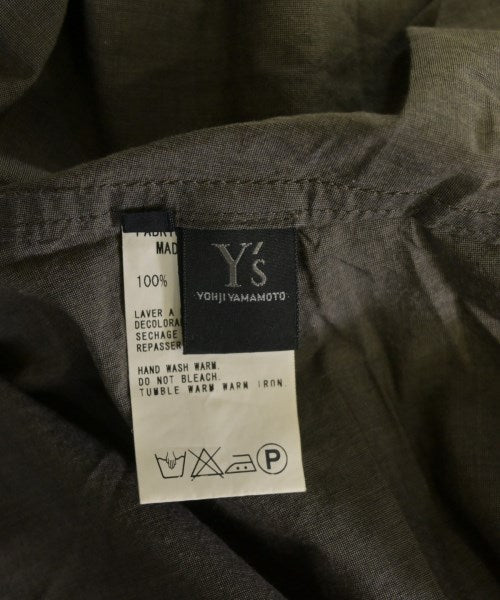 MAD
100%
Y's
YOHJI YAMAMOTO
LAVER A
DECOLORA
SECHAGE
REPASSER
HAND WASH WARM.
DO NOT BLEACH.
TUMBLE WARM WARM IRON.
P